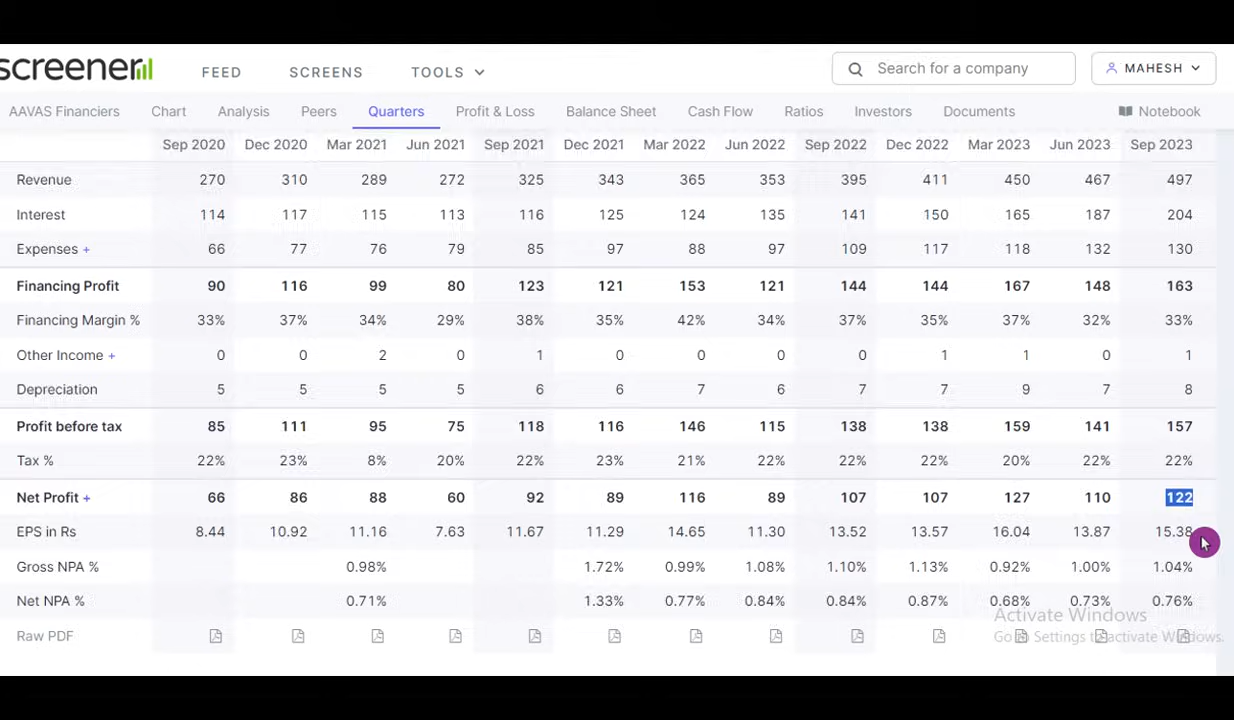 screener FEED SCREENS TOOLS Search for a company MAHESH
AAVAS Financiers Chart Analysis Peers Quarters Profit & Loss Balance Sheet Cash Flow Ratios Investors Documents Notebook
Sep 2020 Dec 2020 Mar 2021 Jun 2021 Sep 2021 Dec 2021 Mar 2022 Jun 2022 Sep 2022 Dec 2022 Mar 2023 Jun 2023 Sep 2023
Revenue 270 310 289 272 325 343 365 353 395 411 450 467 497
Interest 114 117 115 113 116 125 124 135 141 150 165 187 204
Expenses + 66 77 76 79 85 97 88 97 109 117 118 132 130
Financing Profit 90 116 99 80 123 121 153 121 144 144 167 148 163
Financing Margin % 33% 37% 34% 29% 38% 35% 42% 34% 37% 35% 37% 32% 33%
Other Income + 0 0 2 0 1 0 0 0 0 1 1 0 1
Depreciation 5 5 5 5 6 6 7 6 7 7 9 7 8
Profit before tax 85 111 95 75 118 116 146 115 138 138 159 141 157
Tax % 22% 23% 8% 20% 22% 23% 21% 22% 22% 22% 20% 22% 22%
Net Profit + 66 86 88 60 92 89 116 89 107 107 127 110 122
EPS in Rs 8.44 10.92 11.16 7.63 11.67 11.29 14.65 11.30 13.52 13.57 16.04 13.87 15.38
Gross NPA % 0.98% 1.72% 0.99% 1.08% 1.10% 1.13% 0.92% 1.00% 1.04%
Net NPA % 0.71% 1.33% 0.77% 0.84% 0.84% 0.87% 0.68% 0.73% 0.76%
Activate Windows
Raw PDF Go to Settings to activate Windows.